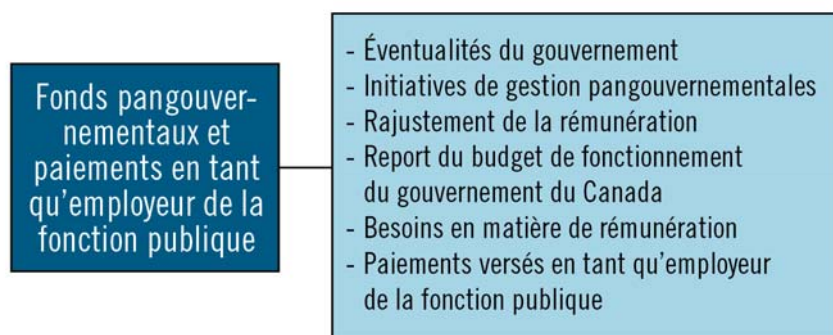 Fonds pangouver-
nementaux et
paiements en tant
qu'employeur de la
fonction publique
- Éventualités du gouvernement
- Initiatives de gestion pangouvernementales
- Rajustement de la rémunération
- Report du budget de fonctionnement
du gouvernement du Canada
- Besoins en matière de rémunération
- Paiements versés en tant qu'employeur
de la fonction publique